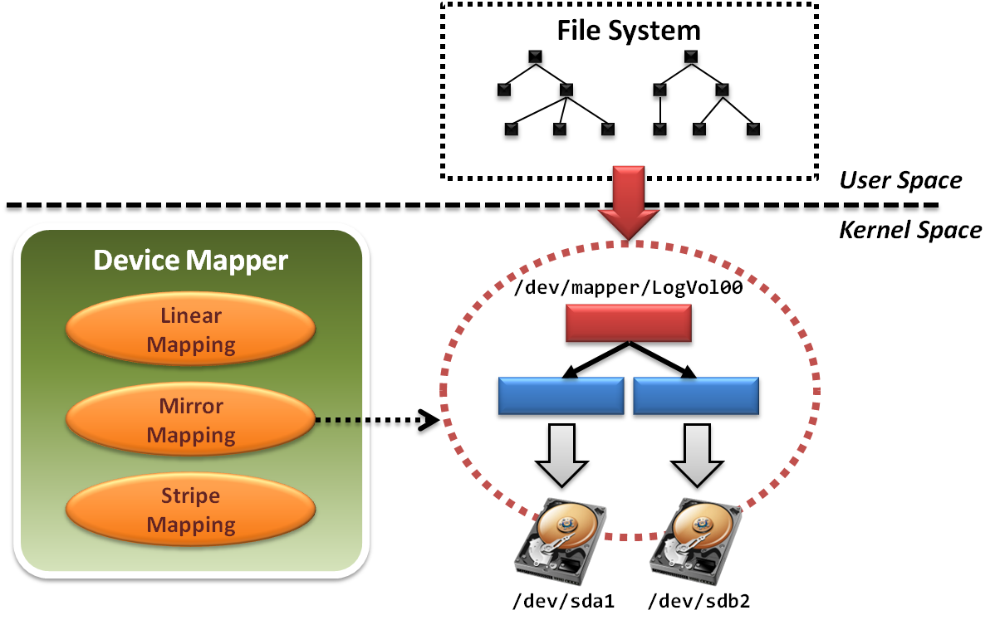 File System
User Space
Kernel Space
Device Mapper
Linear
Mapping
Mirror
Mapping
Stripe
Mapping
/dev/mapper/LogVol00
/dev/sda1
/dev/sdb2